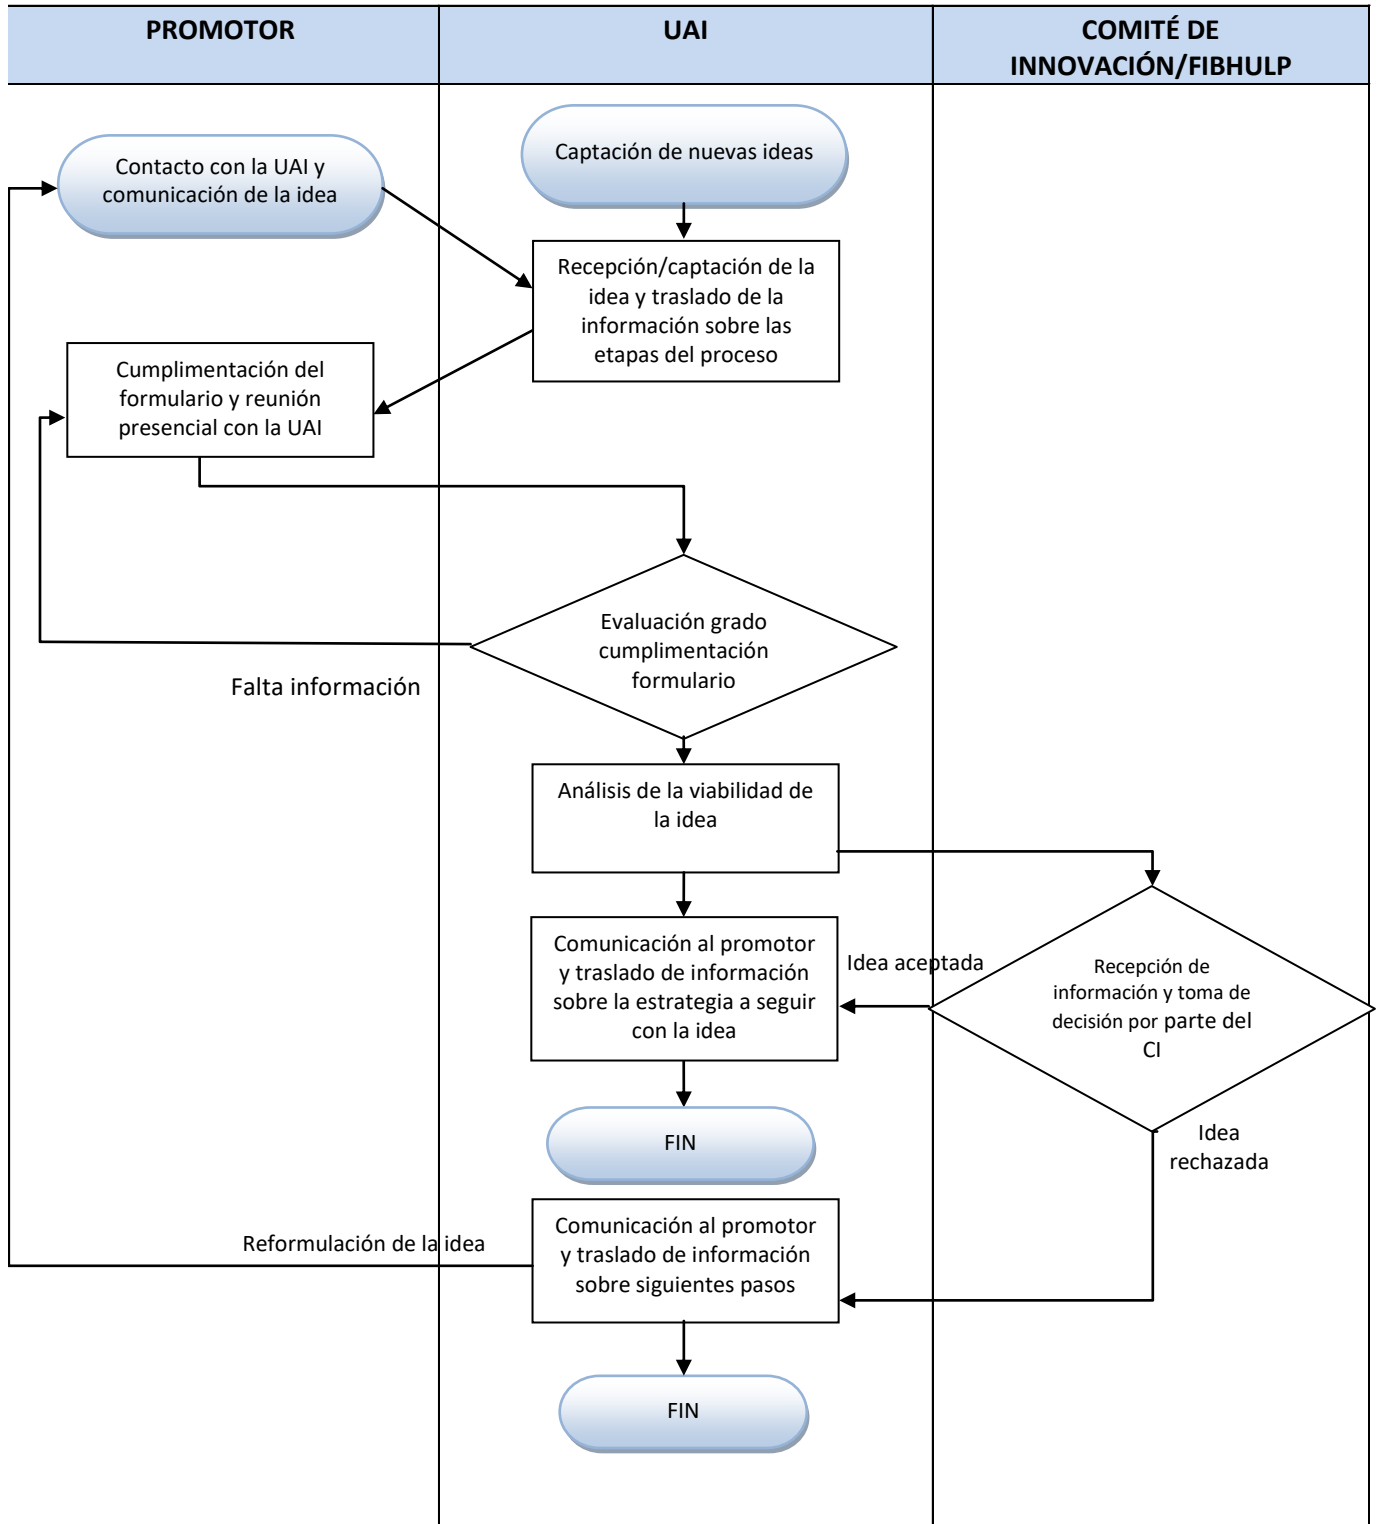 PROMOTOR
UAI
COMITÉ DE
INNOVACIÓN/FIBHULP
Contacto con la UAI y
comunicación de la idea
Captación de nuevas ideas
Recepción/captación de la
idea y traslado de la
información sobre las
etapas del proceso
Cumplimentación del
formulario y reunión
presencial con la UAI
Evaluación grado
cumplimentación
formulario
Falta información
Análisis de la viabilidad de
la idea
Comunicación al promotor
y traslado de información
sobre la estrategia a seguir
con la idea
Idea aceptada
Recepción de
información y toma de
decisión por parte del
CI
FIN
Idea
rechazada
Comunicación al promotor
y traslado de información
sobre siguientes pasos
Reformulación de la idea
FIN